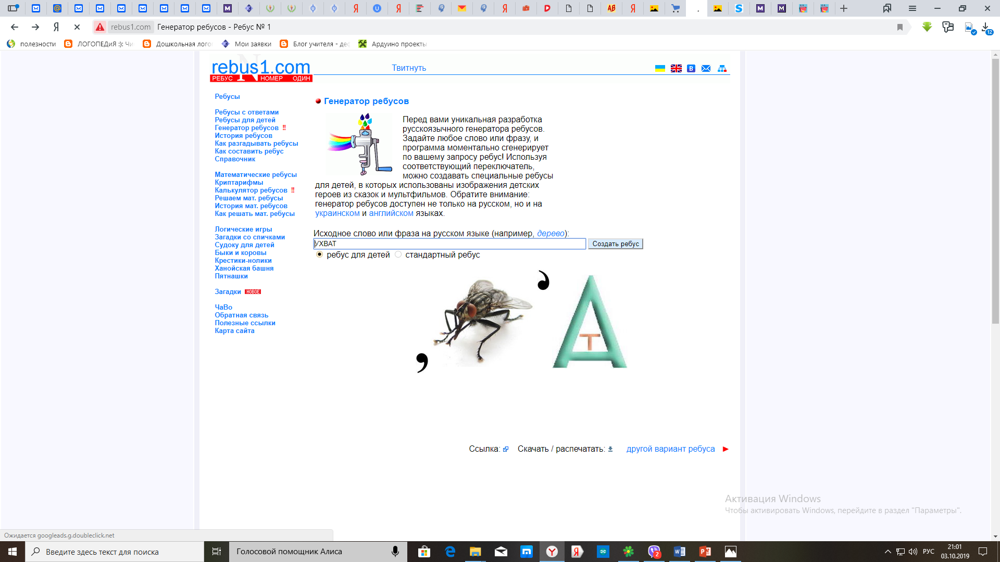 rebus1.com Генератор ребусов - Ребус № 1
12
полезности ЛОГОПЕДиЯ :): Чи Дошкольная лого Мои заявки Блог учителя - де Ардуино проекты
rebus1.com
РЕБУС НОМЕР ОДИН
Твитнуть
Ребусы
Ребусы с ответами
Ребусы для детей
Генератор ребусов !!
История ребусов
Как разгадывать ребусы
Как составить ребус
Справочник
Математические ребусы
Криптарифмы
Калькулятор ребусов !!
Решаем мат. ребусы
История мат. ребусов
Как решать мат. ребусы
Логические игры
Загадки со спичками
Судоку для детей
Быки и коровы
Крестики-нолики
Ханойская башня
Пятнашки
Загадки НОВОЕ
ЧаВо
Обратная связь
Полезные ссылки
Карта сайта
Генератор ребусов
Перед вами уникальная разработка
русскоязычного генератора ребусов.
Задайте любое слово или фразу, и
программа моментально сгенерирует
по вашему запросу ребус! Используя
соответствующий переключатель,
можно создавать специальные ребусы
для детей, в которых использованы изображения детских
героев из сказок и мультфильмов. Обратите внимание:
генератор ребусов доступен не только на русском, но и на
украинском и английском языках.
Исходное слово или фраза на русском языке (например, дерево):
УХВАТ Создать ребус
ребус для детей стандартный ребус
, , А
Т
Ссылка: Скачать / распечатать: другой вариант ребуса
Активация Windows
Чтобы активировать Windows, перейдите в раздел "Параметры".
Ожидается googleads.g.doubleclick.net
Введите здесь текст для поиска Голосовой помощник Алиса 2 РУС 21:01
03.10.2019